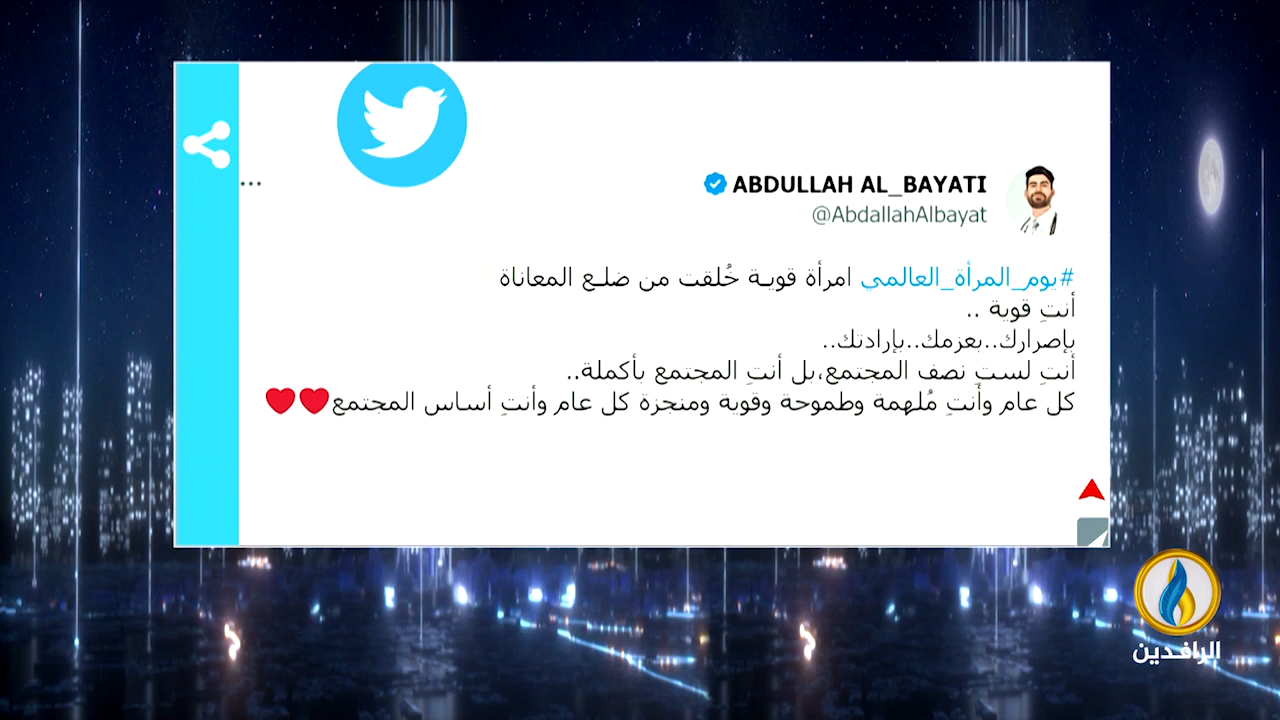 ABDULLAH AL_BAYATI
@AbdallahAlbayat
#يوم_المرأة_العالمي امرأة قوية خُلقت من ضلع المعاناة
أنتِ قوية ..
بإصرارك..بعزمك..بإرادتك..
أنتِ لستِ نصف المجتمع،بل أنتِ المجتمع بأكملة..
كل عام وأنتِ مُلهمة وطموحة وقوية ومنجزة كل عام وأنتِ أساس المجتمع❤️❤️
الرافدين